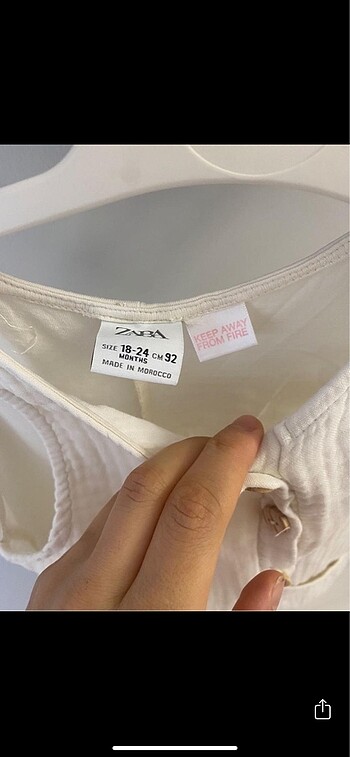 ZARA
SIZE 18-24 CM 92
MONTHS
MADE IN MOROCCO
KEEP AWAY
FROM FIRE